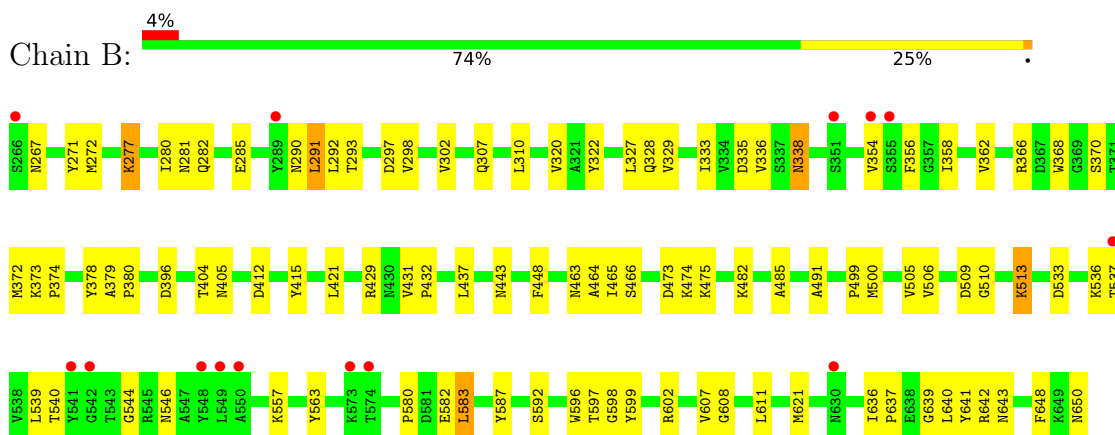 4%
Chain B:
74% 25% •
S266 N267 Y271 M272 K277 I280 N281 Q282 E285 Y289 N290 L291 L292 T293 D297 V298 V302 Q307 L310 V320 A321 Y322 L327 Q328 V329 I333 V334 D335 V336 S337 N338 S351 V354 S355 F356 G357 I358 V362 R366 D367 W368 G369 S370 T371
M372 K373 P374 Y378 A379 P380 D396 T404 N405 D412 Y415 L421 R429 N430 V431 P432 L437 N443 F448 N463 A464 I465 S466 D473 K474 K475 K482 A485 A491 P499 M500 V505 V506 D509 G510 K513 D533 K536 T537
V538 L539 T540 Y541 G542 T543 G544 R545 N546 A547 Y548 L549 A550 K557 Y563 K573 T574 P580 D581 E582 L583 Y587 S592 W596 T597 G598 Y599 R602 V607 G608 L611 M621 N630 I636 P637 E638 G639 L640 Y641 R642 N643 F648 K649 N650